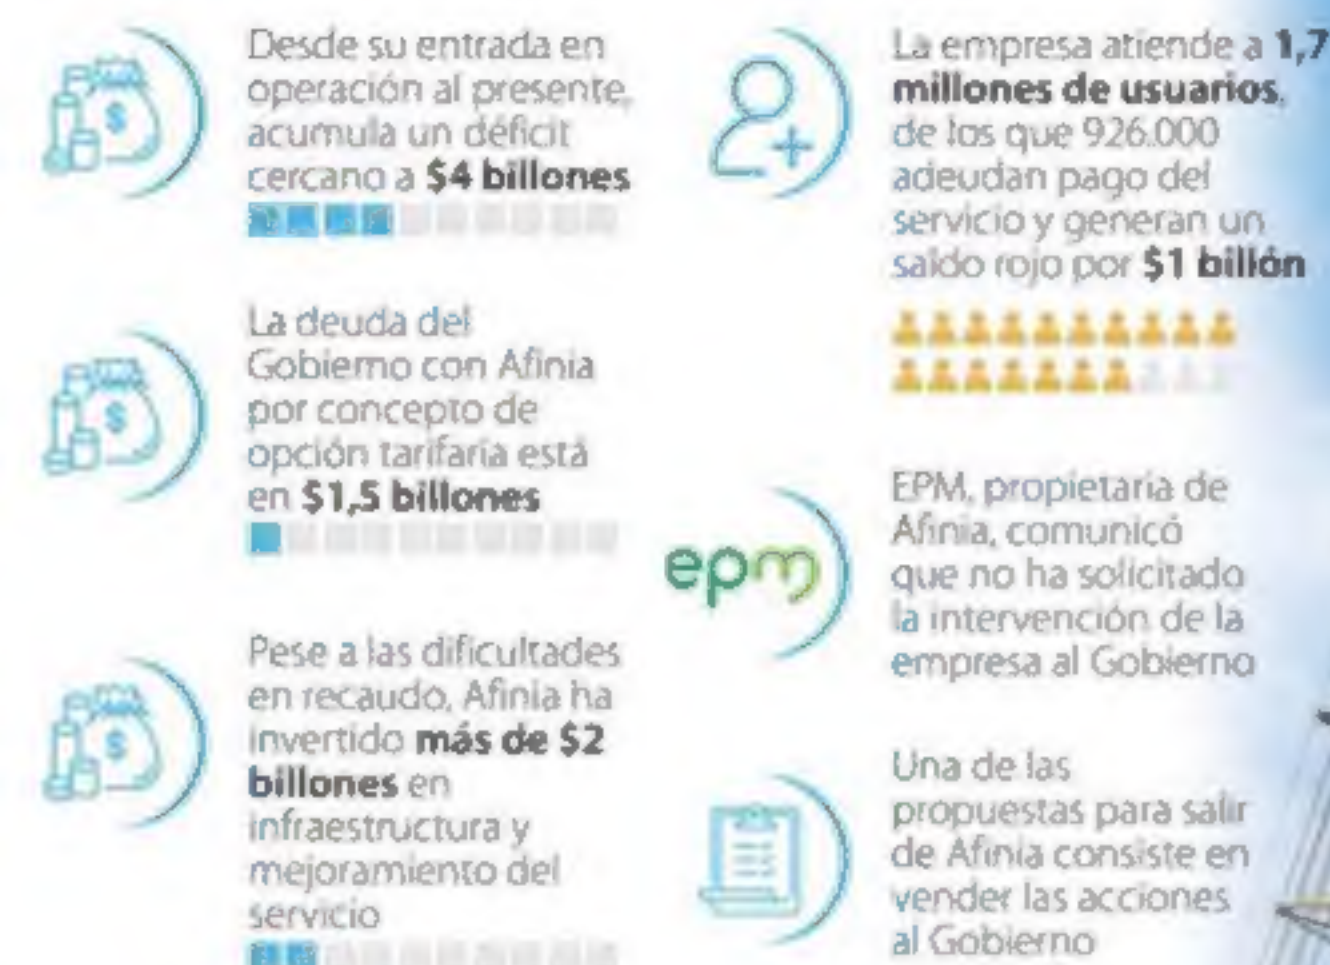 Desde su entrada en
operación al presente,
acumula un déficit
cercano a $4 billones
La deuda del
Gobierno con Afinia
por concepto de
opción tarifaria está
en $1,5 billones
Pese a las dificultades
en recaudo, Afinia ha
invertido más de $2
billones en
infraestructura y
mejoramiento del
servicio
La empresa atiende a 1,7
millones de usuarios,
de los que 926.000
adeudan pago del
servicio y generan un
saldo rojo por $1 billón
epm
EPM, propietaria de
Afinia, comunicó
que no ha solicitado
la intervención de la
empresa al Gobierno
Una de las
propuestas para salir
de Afinia consiste en
vender las acciones
al Gobierno